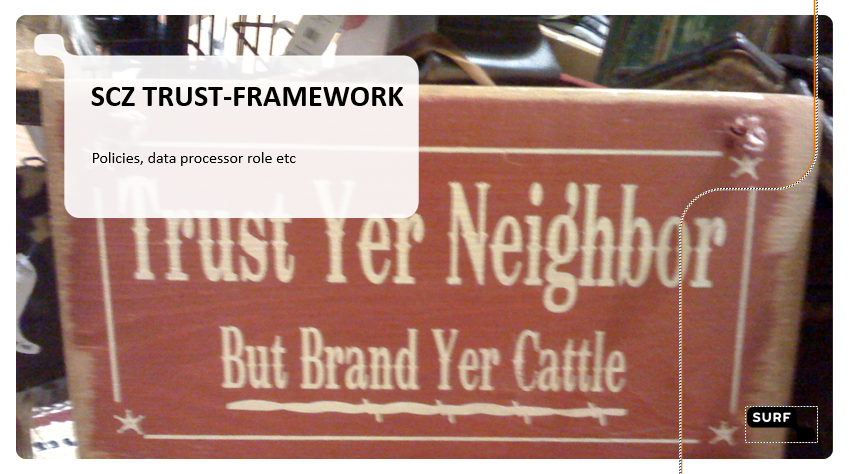 SCZ TRUST-FRAMEWORK
Policies, data processor role etc
Trust Yer Neighbor
But Brand Yer Cattle
SURF